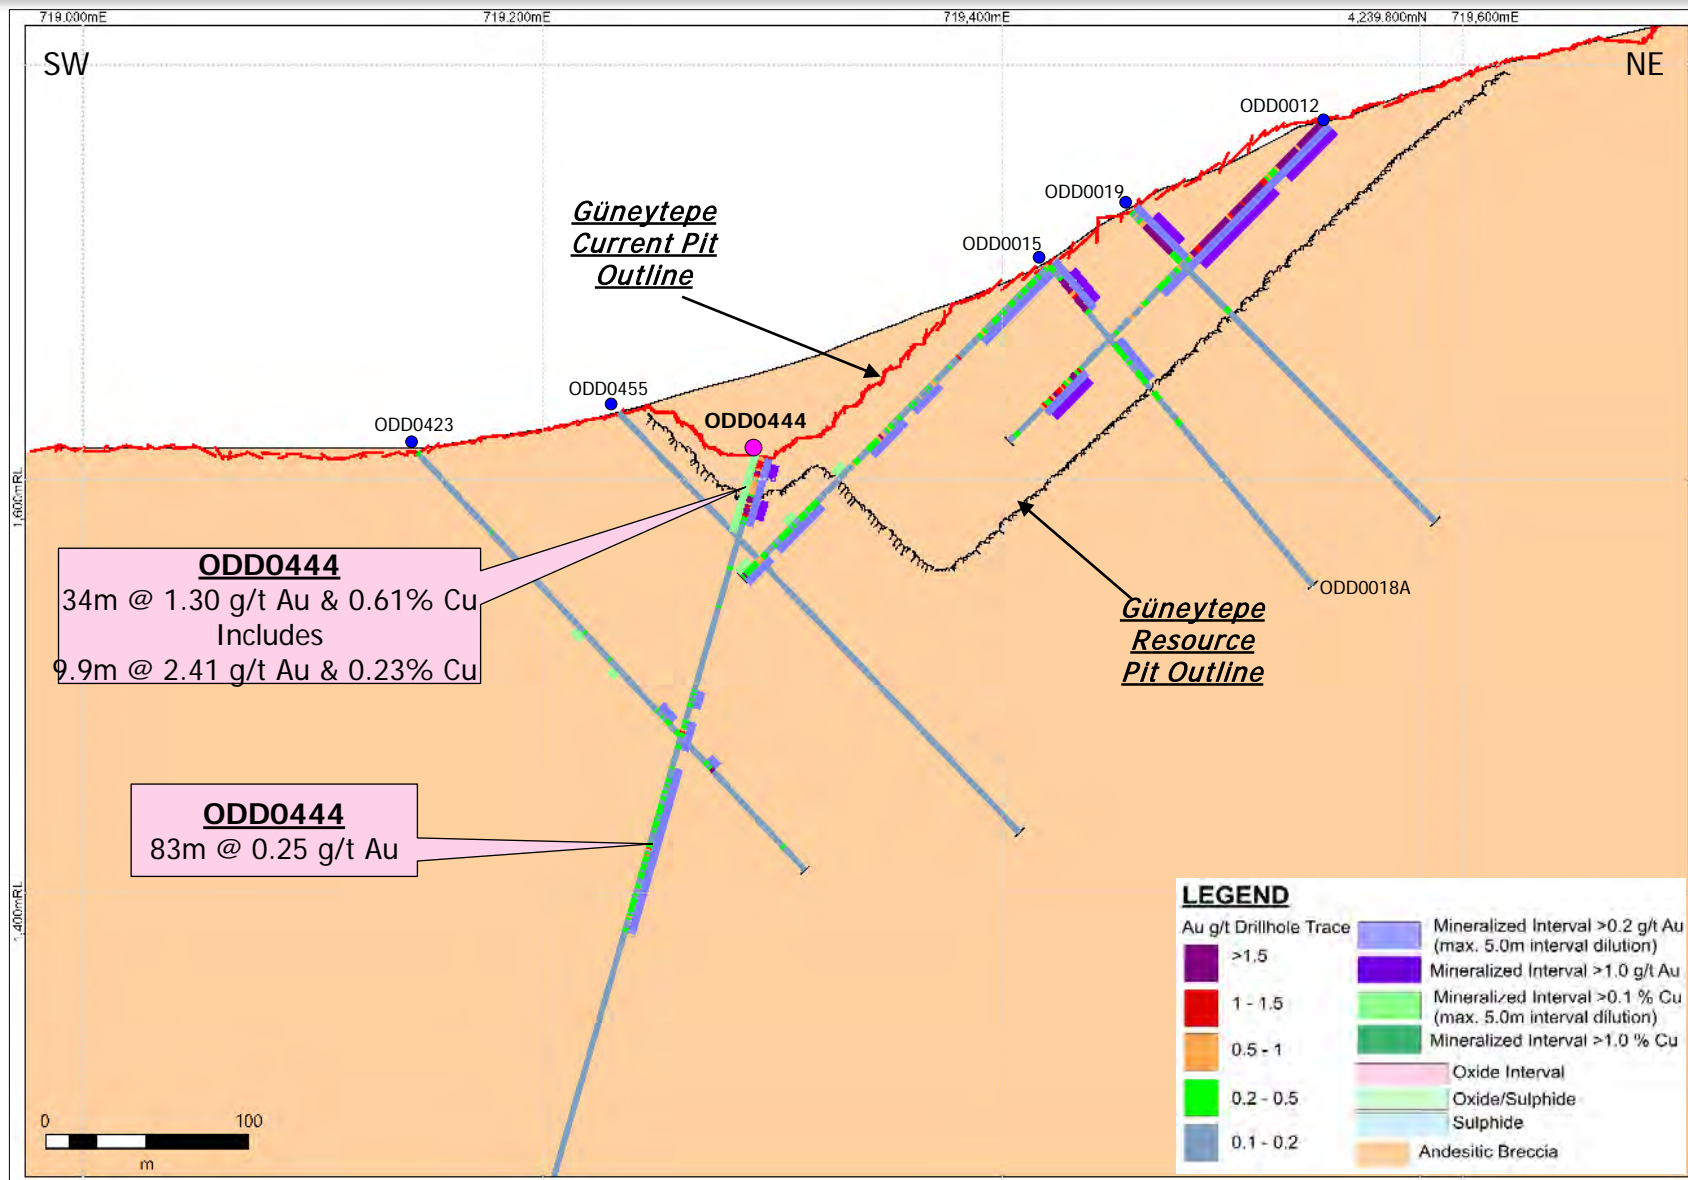 719.000mE
719.200mE
719,400mE
4,239.800mN
719,600mE
SW
NE
ODD0012
ODD0019
ODD0015
Güneytepe
Current Pit
Outline
ODD0455
ODD0423
ODD0444
1,600mRL
ODD0444
34m @ 1.30 g/t Au & 0.61% Cu
Includes
9.9m @ 2.41 g/t Au & 0.23% Cu
ODD0018A
Güneytepe
Resource
Pit Outline
ODD0444
83m @ 0.25 g/t Au
1,400mRL
LEGEND
Au g/t Drillhole Trace
>1.5
1 - 1.5
0.5 - 1
0.2 - 0.5
0.1 - 0.2
Mineralized Interval >0.2 g/t Au
(max. 5.0m interval dilution)
Mineralized Interval >1.0 g/t Au
Mineralized Interval >0.1 % Cu
(max. 5.0m interval dilution)
Mineralized Interval >1.0 % Cu
Oxide Interval
Oxide/Sulphide
Sulphide
Andesitic Breccia
0
100
m